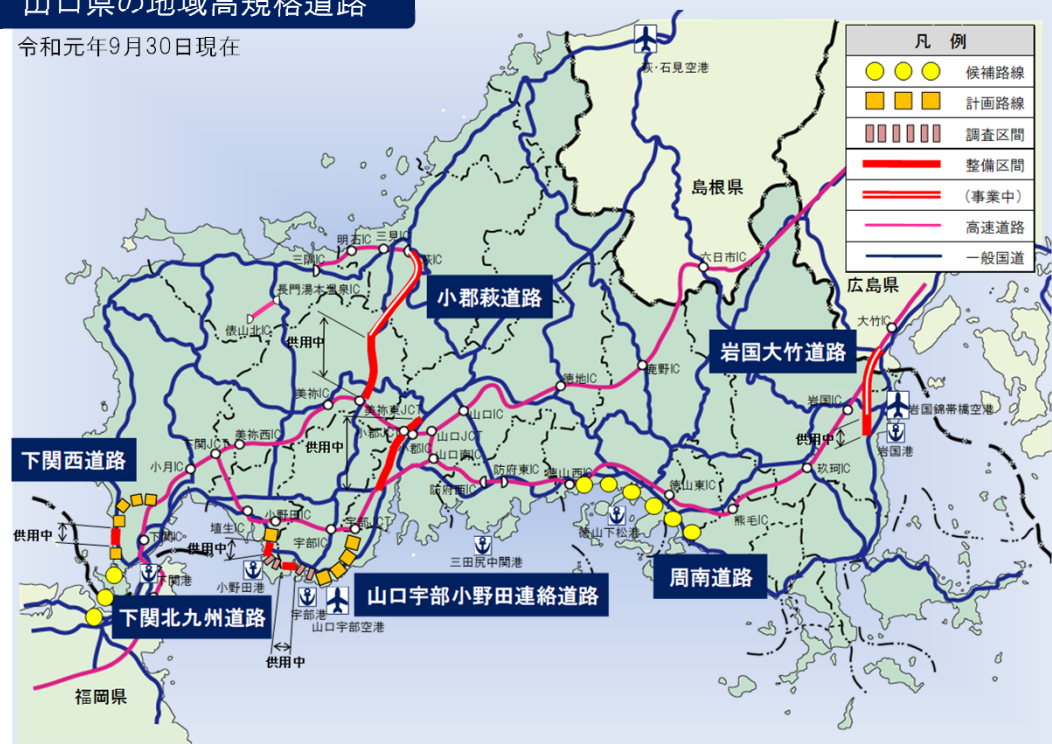 山口県の地域高規格道路
令和元年9月30日現在
凡 例
候補路線
計画路線
調査区間
整備区間
(事業中)
高速道路
一般国道
萩・石見空港
島根県
広島県
六日市IC
大竹IC
明石IC
三見IC
萩IC
三隅IC
長門湯本温泉IC
俵山北IC
小郡萩道路
岩国大竹道路
供用中
鹿野IC
徳地IC
岩国IC
岩国錦帯橋空港
岩国港
供用中
美祢IC
美祢東JCT
山口IC
小郡JCT
小郡IC
山口JCT
山口南IC
供用中
美祢西IC
下関JCT
小月IC
下関西道路
防府東IC
防府西IC
徳山西IC
徳山東IC
玖珂IC
熊毛IC
徳山下松港
三田尻中関港
周南道路
埴生IC
小野田IC
宇部JCT
宇部IC
下関IC
供用中
供用中
下関港
小野田港
宇部港
山口宇部空港
山口宇部小野田連絡道路
下関北九州道路
供用中
福岡県